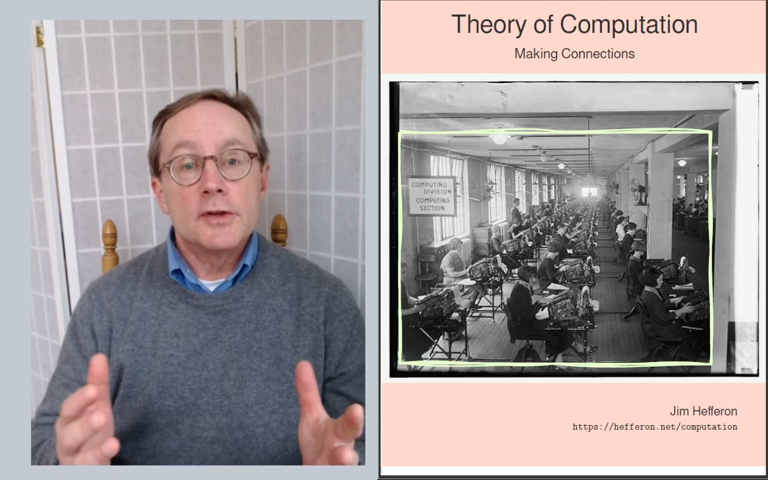 Theory of Computation
Making Connections
COMPUTING
DIVISION
COMPUTING
SECTION
Jim Hefferon
https://hefferon.net/computation